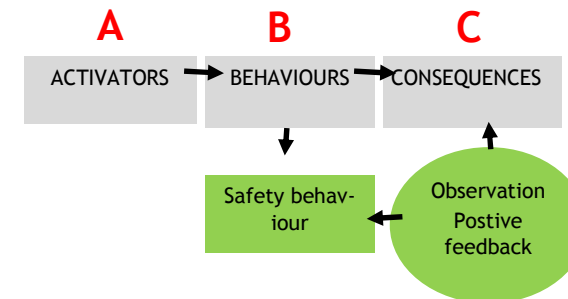 A B C
ACTIVATORS BEHAVIOURS CONSEQUENCES
Safety behav-
iour
Observation
Postive
feedback